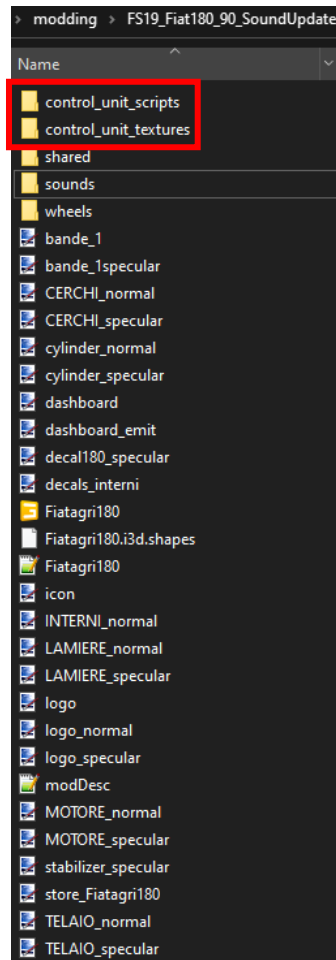 modding > FS19_Fiat180_90_SoundUpdate
Name
control_unit_scripts
control_unit_textures
shared
sounds
wheels
bande_1
bande_1specular
CERCHI_normal
CERCHI_specular
cylinder_normal
cylinder_specular
dashboard
dashboard_emit
decal180_specular
decals_interni
Fiatagri180
Fiatagri180.i3d.shapes
Fiatagri180
icon
INTERNI_normal
LAMIERE_normal
LAMIERE_specular
logo
logo_normal
logo_specular
modDesc
MOTORE_normal
MOTORE_specular
stabilizer_specular
store_Fiatagri180
TELAIO_normal
TELAIO_specular